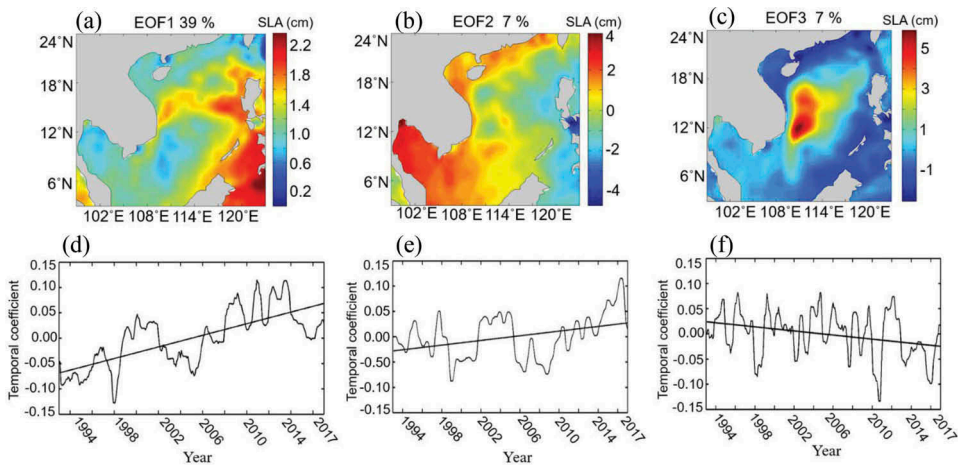 (a) EOF1 39 % SLA (cm)
24˚N
18˚N
12˚N
6˚N
102˚E 108˚E 114˚E 120˚E
2.2
1.8
1.4
1.0
0.6
0.2
(b) EOF2 7 % SLA (cm)
24˚N
18˚N
12˚N
6˚N
102˚E 108˚E 114˚E 120˚E
4
2
0
-2
-4
(c) EOF3 7 % SLA (cm)
24˚N
18˚N
12˚N
6˚N
102˚E 108˚E 114˚E 120˚E
5
3
1
-1
(d)
Temporal coefficient
0.15
0.10
0.05
0.00
-0.05
-0.10
-0.15
1994 1998 2002 2006 2010 2014 2017
Year
(e)
Temporal coefficient
0.15
0.10
0.05
0.00
-0.05
-0.10
-0.15
1994 1998 2002 2006 2010 2014 2017
Year
(f)
Temporal coefficient
0.15
0.10
0.05
0.00
-0.05
-0.10
-0.15
1994 1998 2002 2006 2010 2014 2017
Year